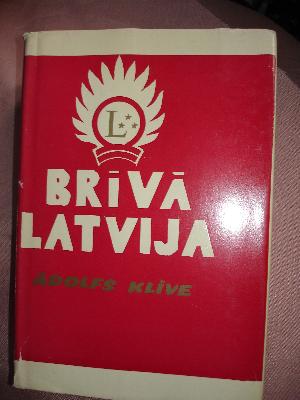 L
BRĪVĀ
LATVIJA
ĀDOLFS KLĪVE